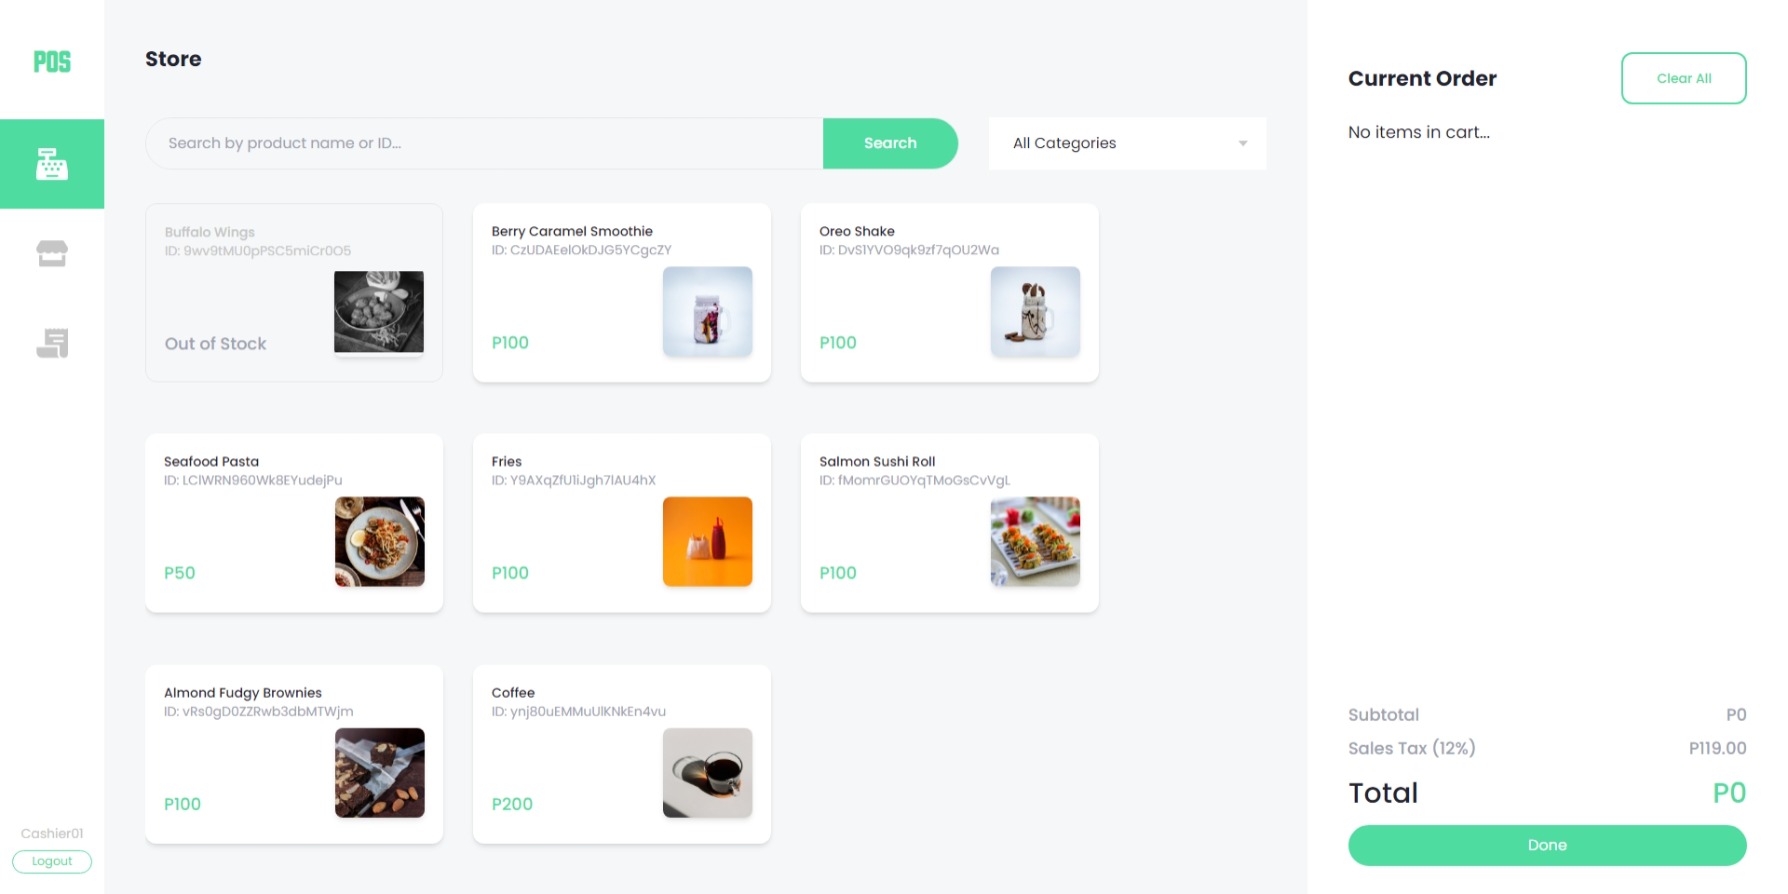 POS
Store
Search by product name or ID...
Search
All Categories
Buffalo Wings
ID: 9wv9tMU0pPSC5miCr0O5
Out of Stock
Berry Caramel Smoothie
ID: CzUDAEelOkDJG5YCgcZY
P100
Oreo Shake
ID: DvS1YVO9qk9zf7qOU2Wa
P100
Seafood Pasta
ID: LClWRN960Wk8EYudejPu
P50
Fries
ID: Y9AXqZfU1iJgh7lAU4hX
P100
Salmon Sushi Roll
ID: fMomrGUOYqTMoGsCvVgL
P100
Almond Fudgy Brownies
ID: vRs0gD0ZZRwb3dbMTWjm
P100
Coffee
ID: ynj80uEMMuUlKNkEn4vu
P200
Cashier01
Logout
Current Order
Clear All
No items in cart...
Subtotal P0
Sales Tax (12%) P119.00
Total P0
Done